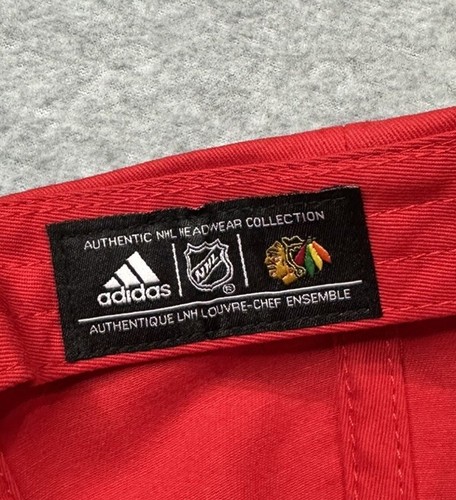 AUTHENTIC NHL HEADWEAR COLLECTION
adidas NHL ®
AUTHENTIQUE LNH LOUVRE-CHEF ENSEMBLE